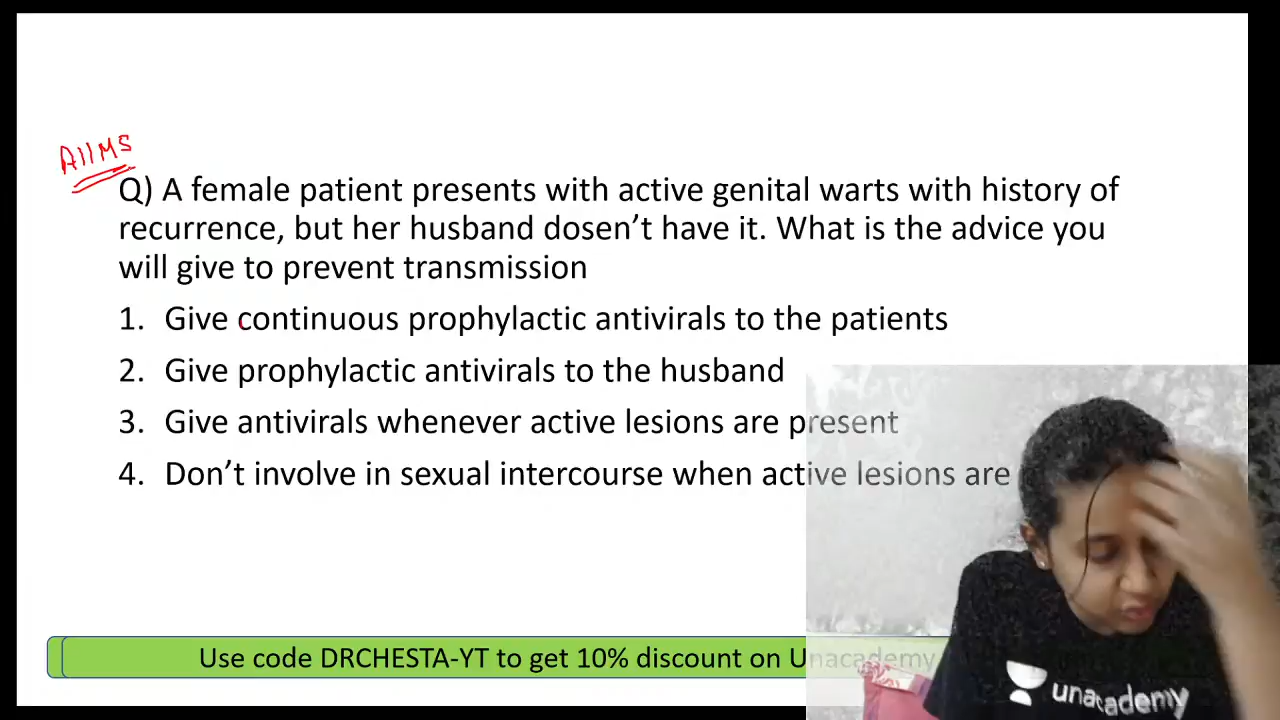 AIIMS
Q) A female patient presents with active genital warts with history of
recurrence, but her husband dosen't have it. What is the advice you
will give to prevent transmission
1. Give continuous prophylactic antivirals to the patients
2. Give prophylactic antivirals to the husband
3. Give antivirals whenever active lesions are present
4. Don't involve in sexual intercourse when active lesions are
Use code DRCHESTA-YT to get 10% discount on Unacademy
unacademy